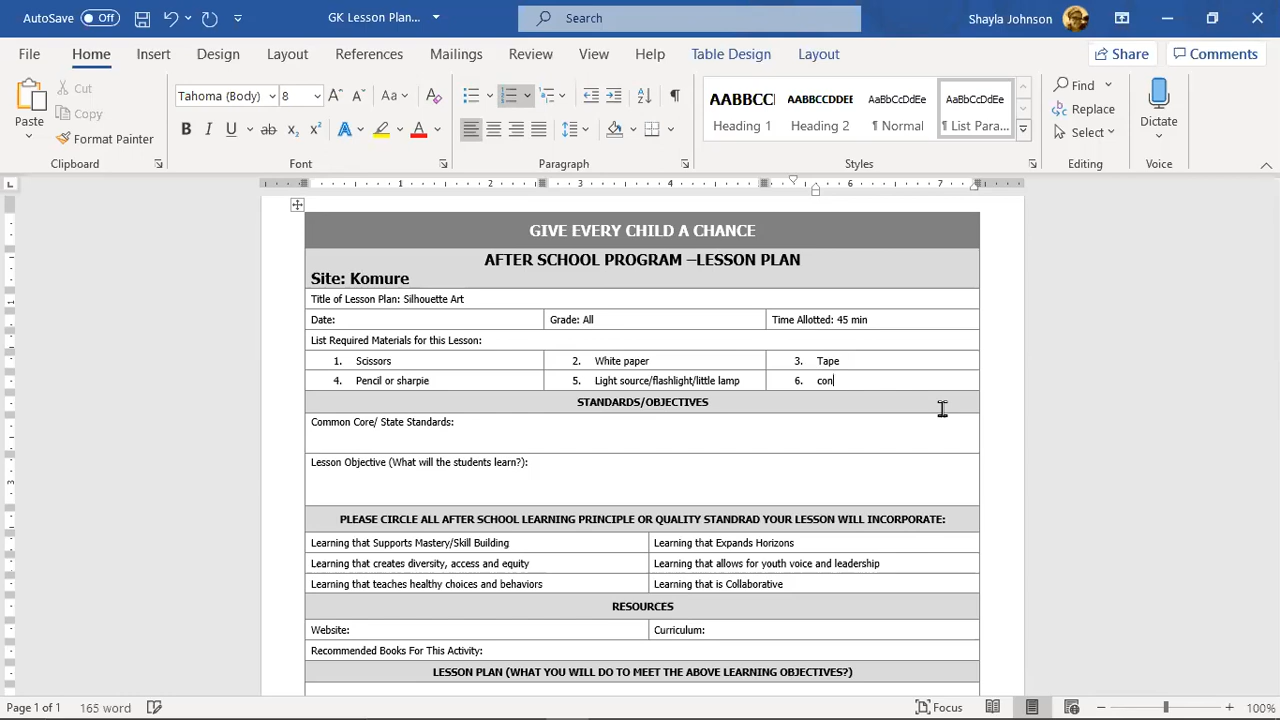 AutoSave Off GK Lesson Plan... Search Shayla Johnson
File Home Insert Design Layout References Mailings Review View Help Table Design Layout Share Comments
Paste Cut Copy Format Painter Clipboard
Tahoma (Body) 8 Font
Paragraph
AABBCC Heading 1 AABBCCDDEE Heading 2 AaBbCcDdEe ¶ Normal AaBbCcDdEe ¶ List Para... Styles
Find Replace Select Editing
Dictate Voice
1 2 3 4 6 7
GIVE EVERY CHILD A CHANCE
AFTER SCHOOL PROGRAM –LESSON PLAN
Site: Komure
Title of Lesson Plan: Silhouette Art
Date: Grade: All Time Allotted: 45 min
List Required Materials for this Lesson:
1. Scissors 2. White paper 3. Tape
4. Pencil or sharpie 5. Light source/flashlight/little lamp 6. con
STANDARDS/OBJECTIVES
Common Core/ State Standards:
Lesson Objective (What will the students learn?):
PLEASE CIRCLE ALL AFTER SCHOOL LEARNING PRINCIPLE OR QUALITY STANDRAD YOUR LESSON WILL INCORPORATE:
Learning that Supports Mastery/Skill Building Learning that Expands Horizons
Learning that creates diversity, access and equity Learning that allows for youth voice and leadership
Learning that teaches healthy choices and behaviors Learning that is Collaborative
RESOURCES
Website: Curriculum:
Recommended Books For This Activity:
LESSON PLAN (WHAT YOU WILL DO TO MEET THE ABOVE LEARNING OBJECTIVES?)
Page 1 of 1 165 word Focus 100%